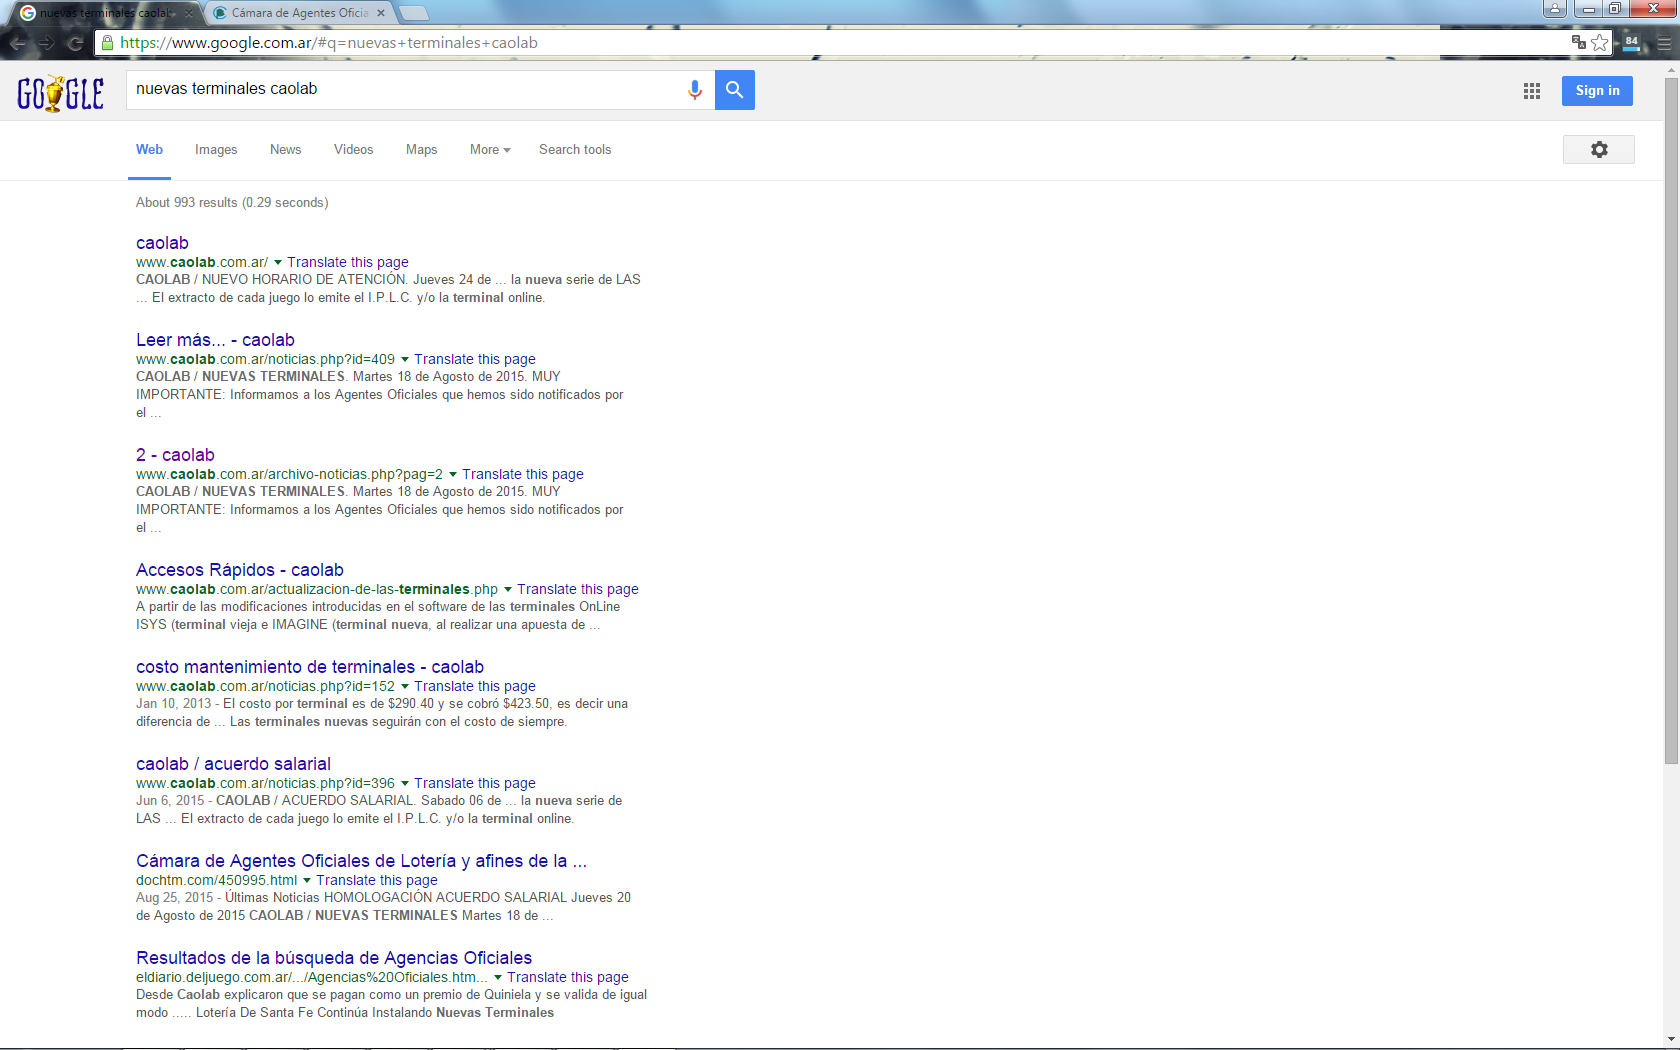 nuevas terminales caolab
Cámara de Agentes Oficia
https://www.google.com.ar/#q=nuevas+terminales+caolab
84
GOOGLE
nuevas terminales caolab
Sign in
Web Images News Videos Maps More Search tools
About 993 results (0.29 seconds)
caolab
www.caolab.com.ar/ Translate this page
CAOLAB / NUEVO HORARIO DE ATENCIÓN. Jueves 24 de ... la nueva serie de LAS
... El extracto de cada juego lo emite el I.P.L.C. y/o la terminal online.
Leer más... - caolab
www.caolab.com.ar/noticias.php?id=409 Translate this page
CAOLAB / NUEVAS TERMINALES. Martes 18 de Agosto de 2015. MUY
IMPORTANTE: Informamos a los Agentes Oficiales que hemos sido notificados por
el ...
2 - caolab
www.caolab.com.ar/archivo-noticias.php?pag=2 Translate this page
CAOLAB / NUEVAS TERMINALES. Martes 18 de Agosto de 2015. MUY
IMPORTANTE: Informamos a los Agentes Oficiales que hemos sido notificados por
el ...
Accesos Rápidos - caolab
www.caolab.com.ar/actualizacion-de-las-terminales.php Translate this page
A partir de las modificaciones introducidas en el software de las terminales OnLine
ISYS (terminal vieja e IMAGINE (terminal nueva, al realizar una apuesta de ...
costo mantenimiento de terminales - caolab
www.caolab.com.ar/noticias.php?id=152 Translate this page
Jan 10, 2013 - El costo por terminal es de $290.40 y se cobró $423.50, es decir una
diferencia de ... Las terminales nuevas seguirán con el costo de siempre.
caolab / acuerdo salarial
www.caolab.com.ar/noticias.php?id=396 Translate this page
Jun 6, 2015 - CAOLAB / ACUERDO SALARIAL. Sabado 06 de ... la nueva serie de
LAS ... El extracto de cada juego lo emite el I.P.L.C. y/o la terminal online.
Cámara de Agentes Oficiales de Lotería y afines de la ...
dochtm.com/450995.html Translate this page
Aug 25, 2015 - Últimas Noticias HOMOLOGACIÓN ACUERDO SALARIAL Jueves 20
de Agosto de 2015 CAOLAB / NUEVAS TERMINALES Martes 18 de ...
Resultados de la búsqueda de Agencias Oficiales
eldiario.deljuego.com.ar/.../Agencias%20Oficiales.htm... Translate this page
Desde Caolab explicaron que se pagan como un premio de Quiniela y se valida de igual
modo ..... Lotería De Santa Fe Continúa Instalando Nuevas Terminales